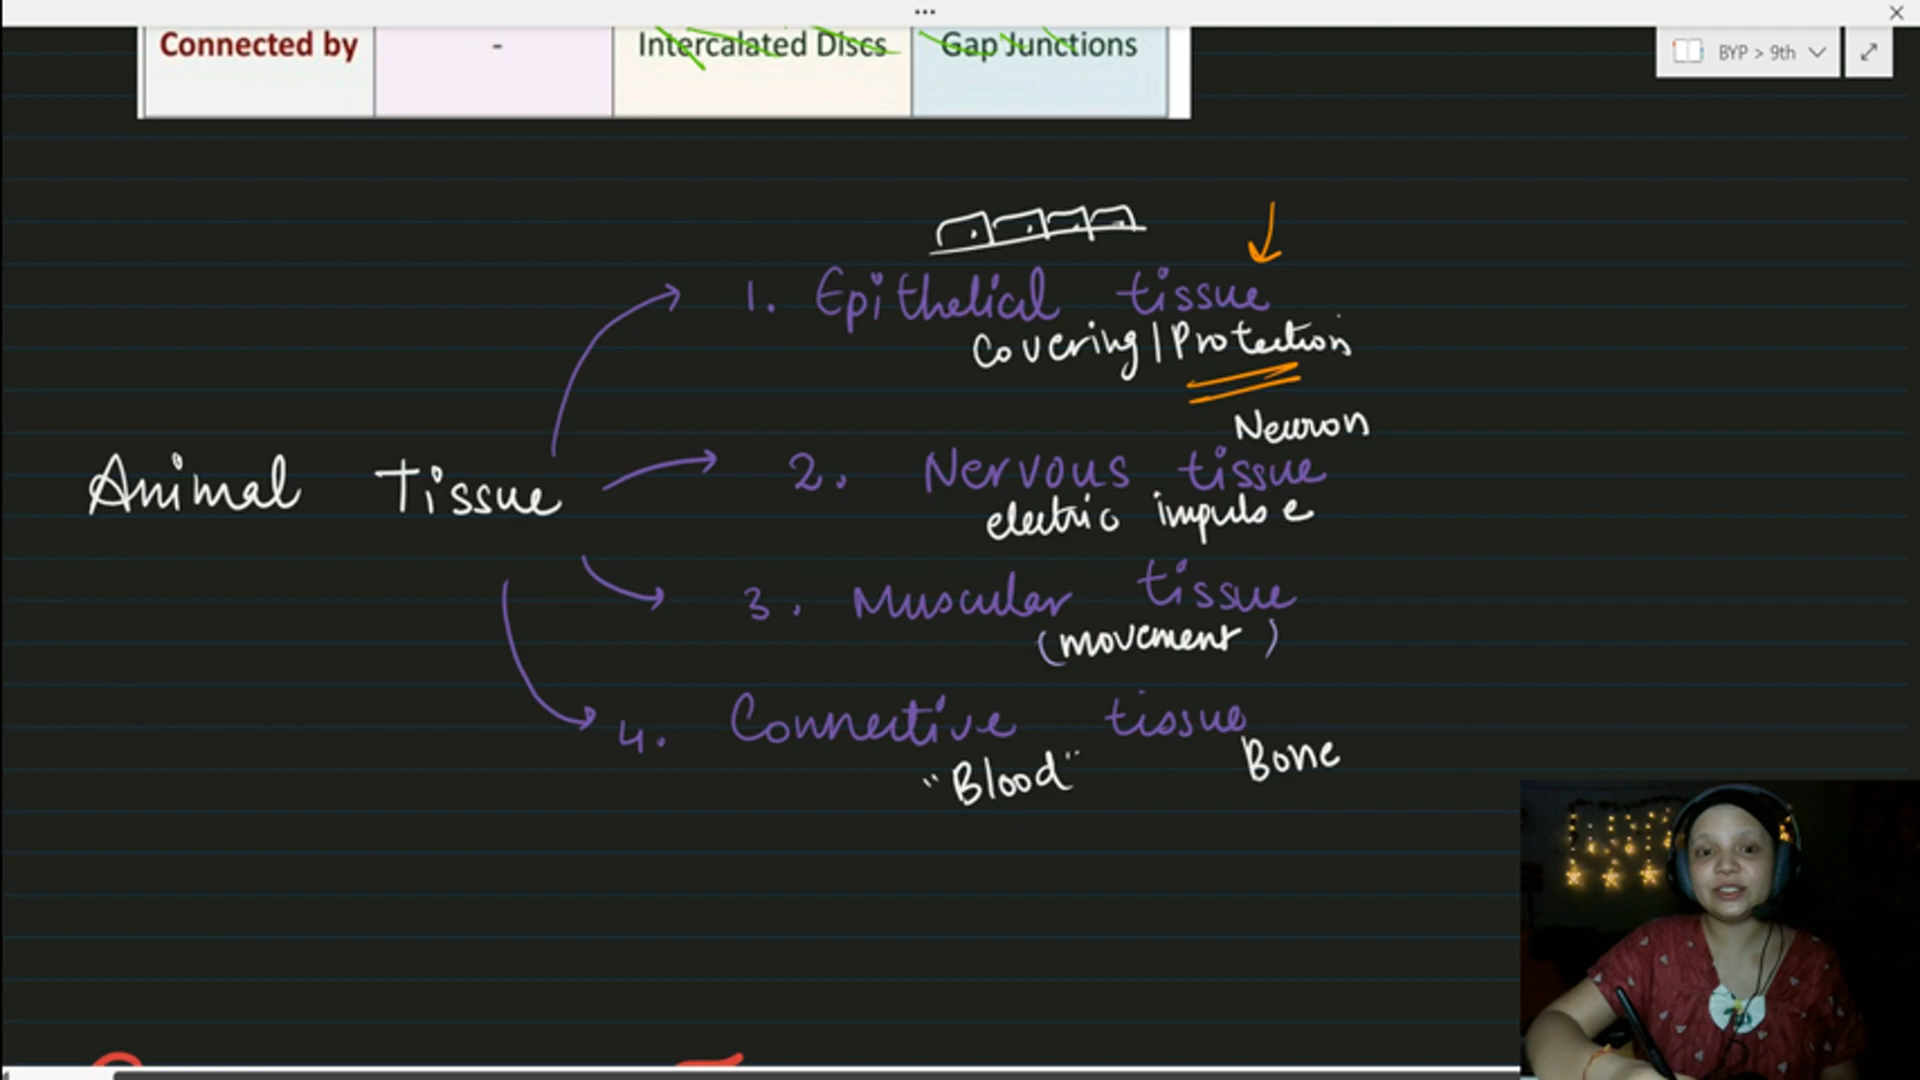 ...
BYP > 9th
Connected by - Intercalated Discs Gap Junctions
1. Epithelial tissue
Covering | Protection
Neuron
2. Nervous tissue
electric impulse
Animal Tissue
3. Muscular tissue
(movement)
4. Connective tissue
"Blood" Bone